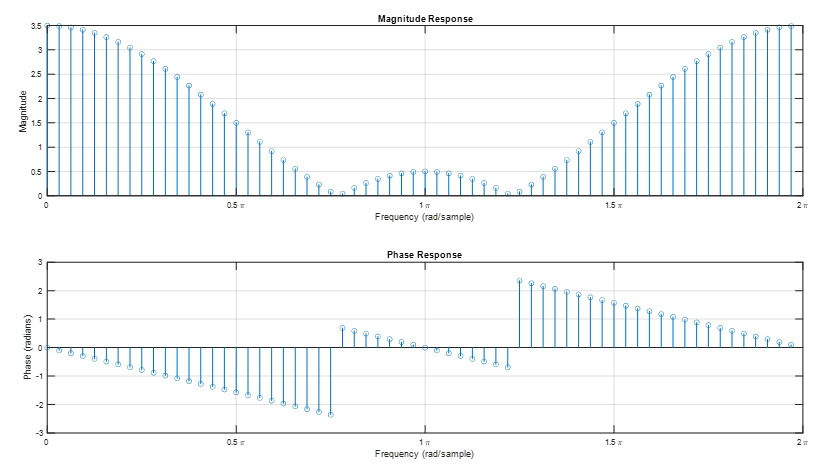 Magnitude Response
3.5
3
2.5
2
1.5
1
0.5
0
Magnitude
0 0.5 π 1 π 1.5 π 2 π
Frequency (rad/sample)
Phase Response
3
2
1
0
-1
-2
-3
Phase (radians)
0 0.5 π 1 π 1.5 π 2 π
Frequency (rad/sample)